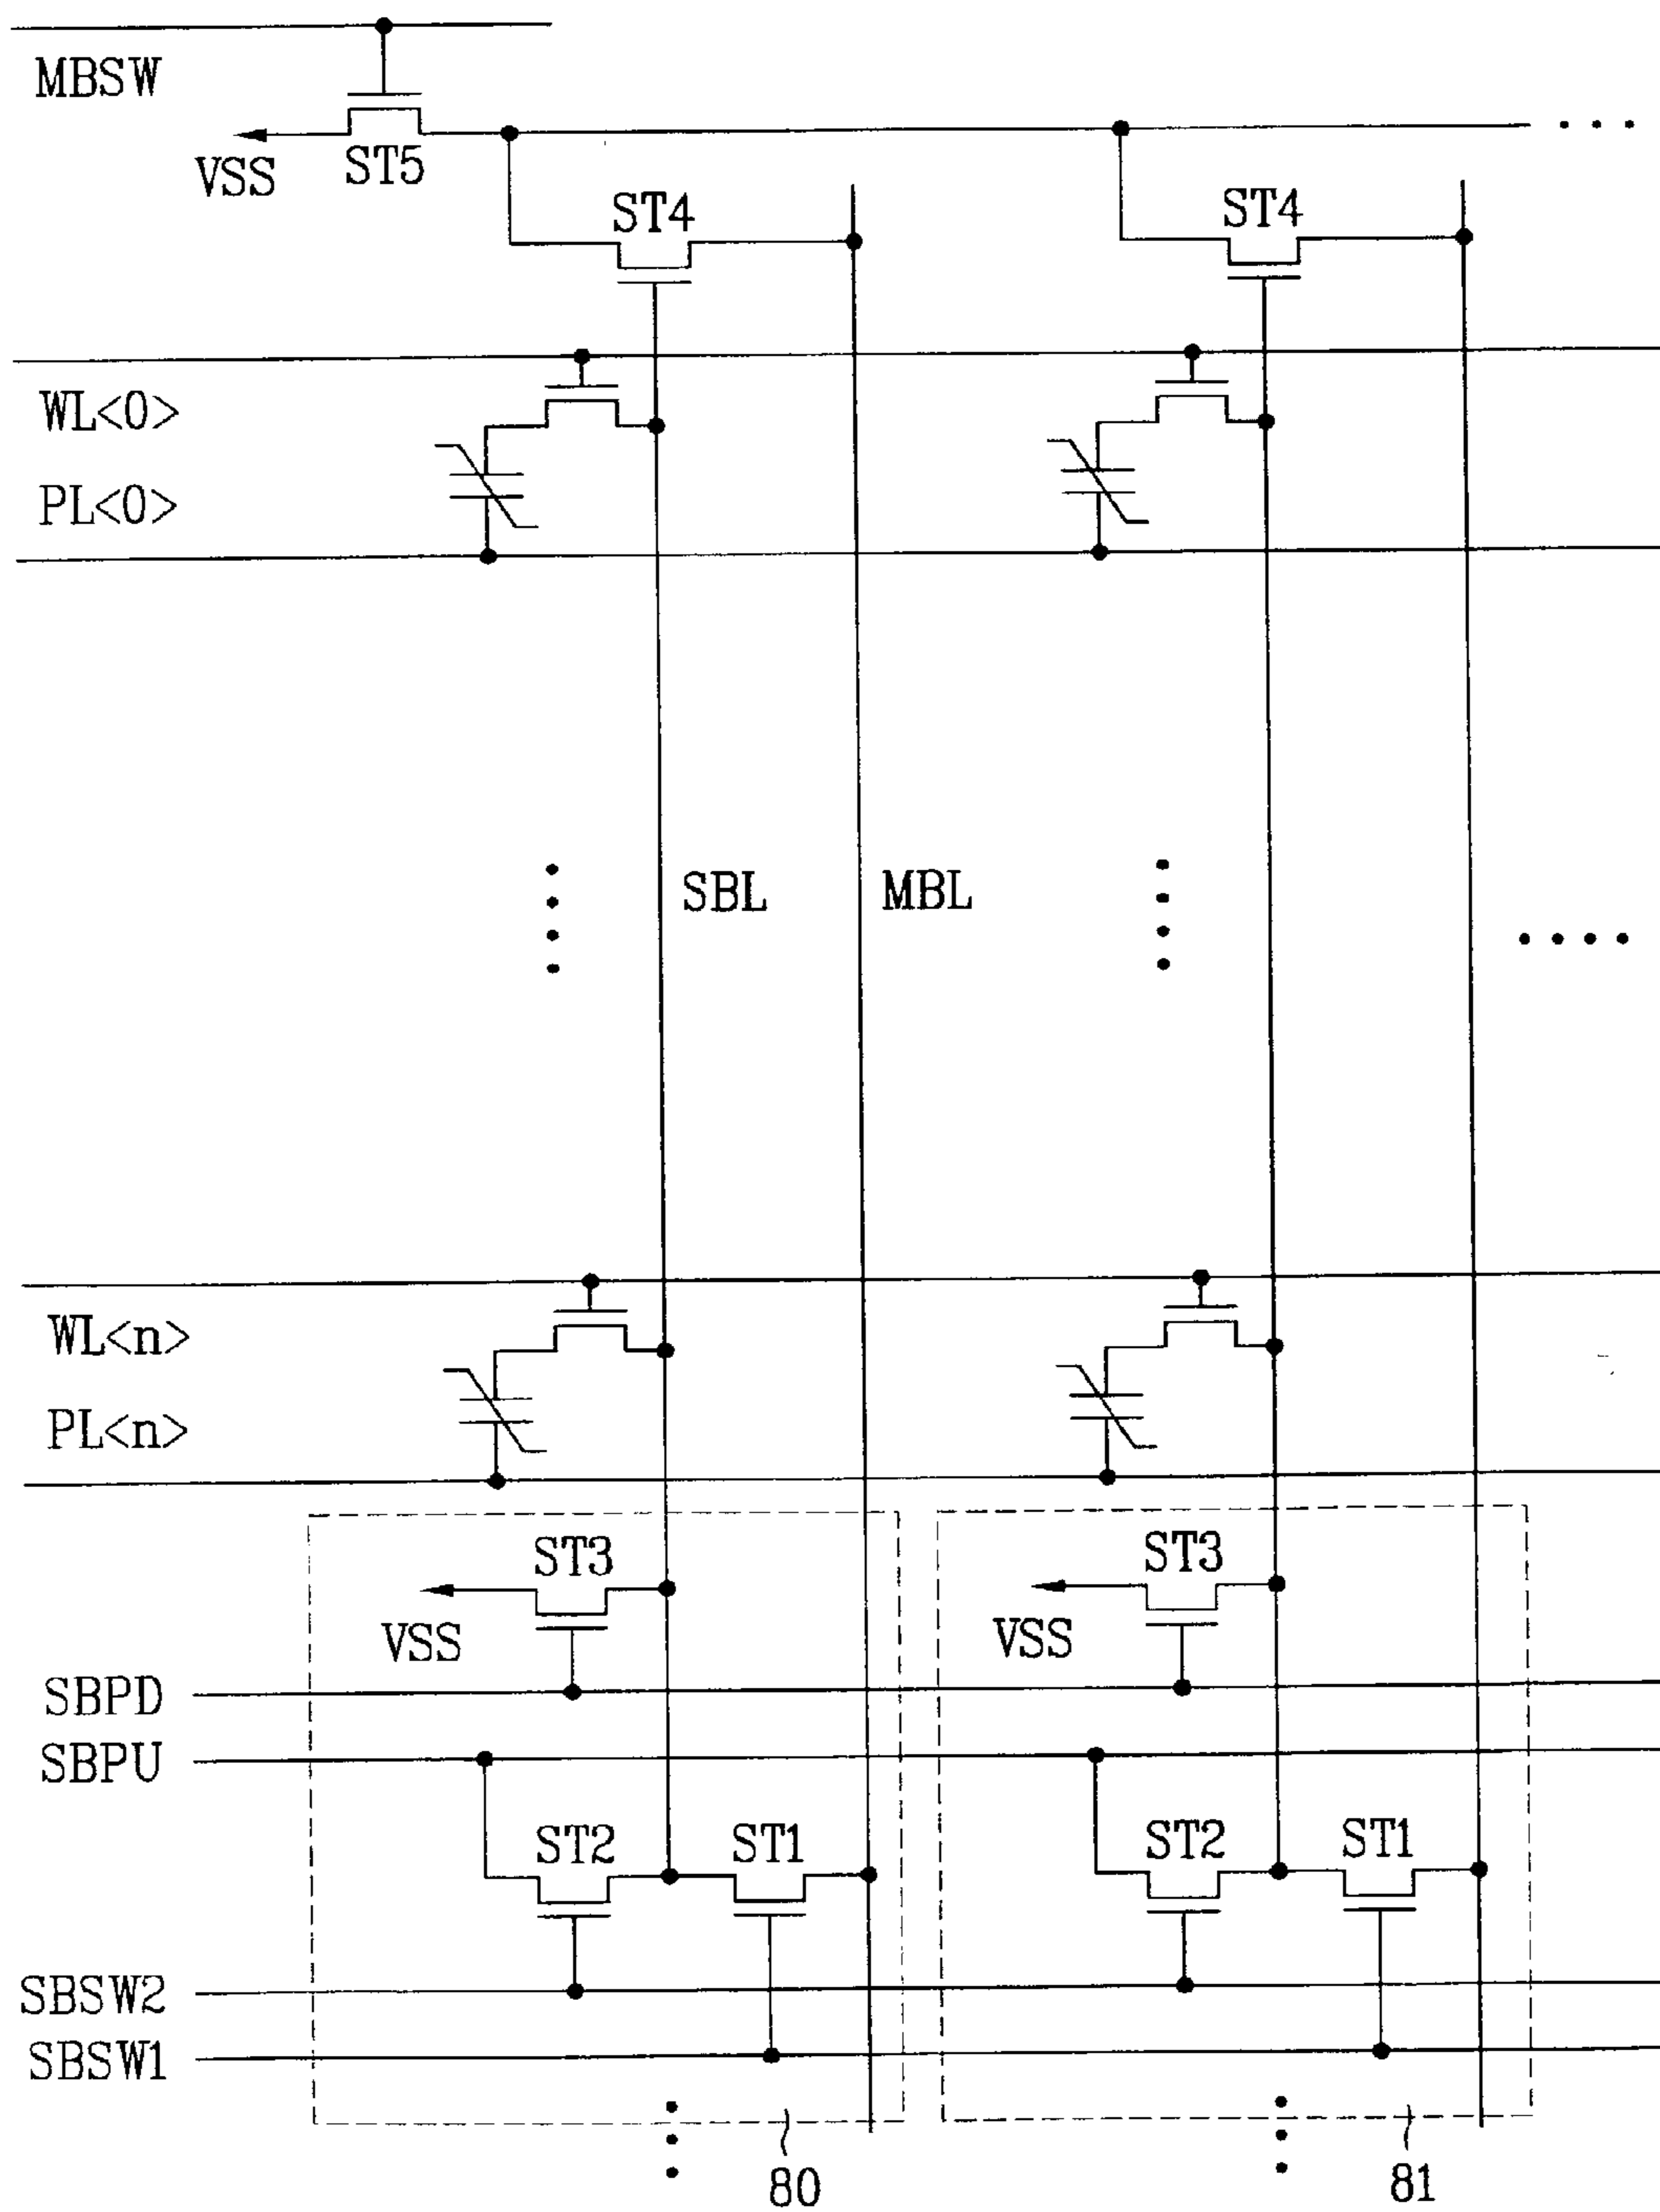 MBSW
VSS
ST5
ST4
ST4
WL<0>
PL<0>
SBL
MBL
WL<n>
PL<n>
ST3
ST3
VSS
VSS
SBPD
SBPU
ST2
ST1
ST2
ST1
SBSW2
SBSW1
80
81